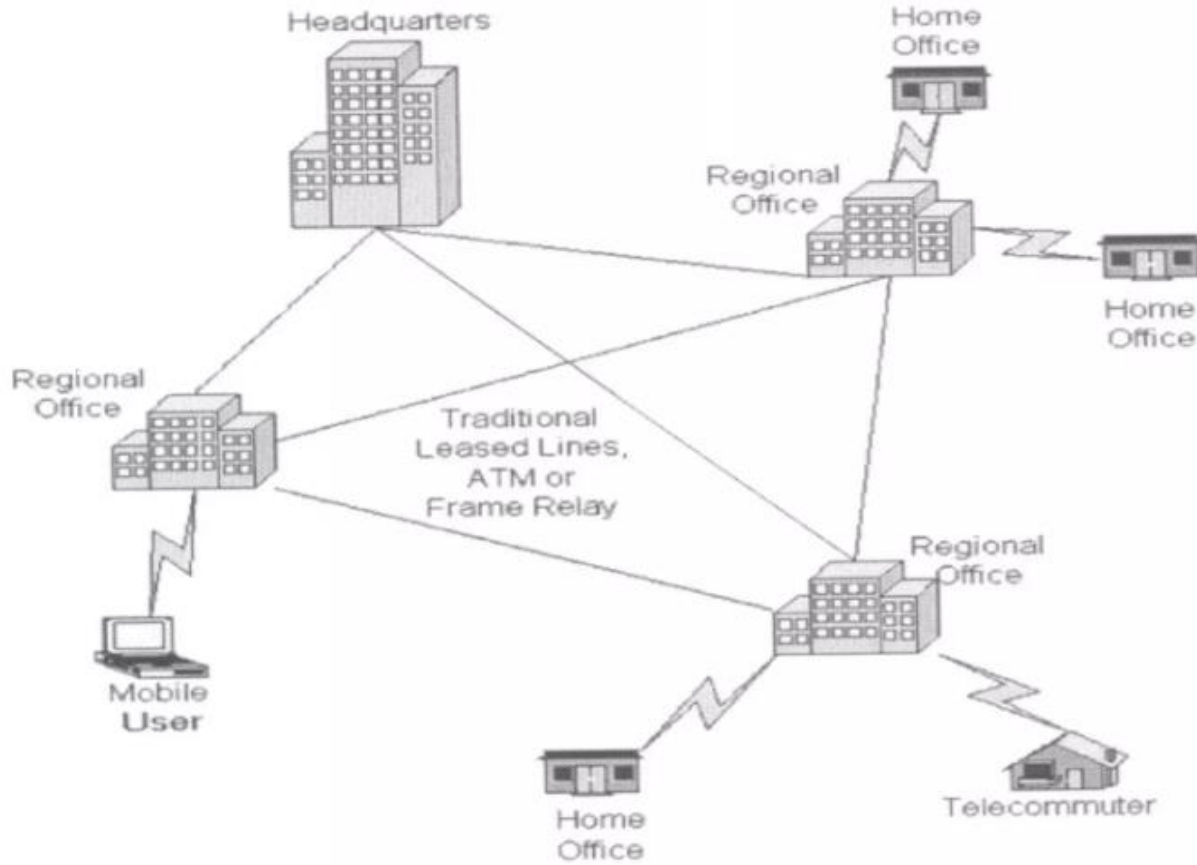 Headquarters
Home
Office
Regional
Office
Home
Office
Regional
Office
Traditional
Leased Lines,
ATM or
Frame Relay
Regional
Office
Mobile
User
Home
Office
Telecommuter